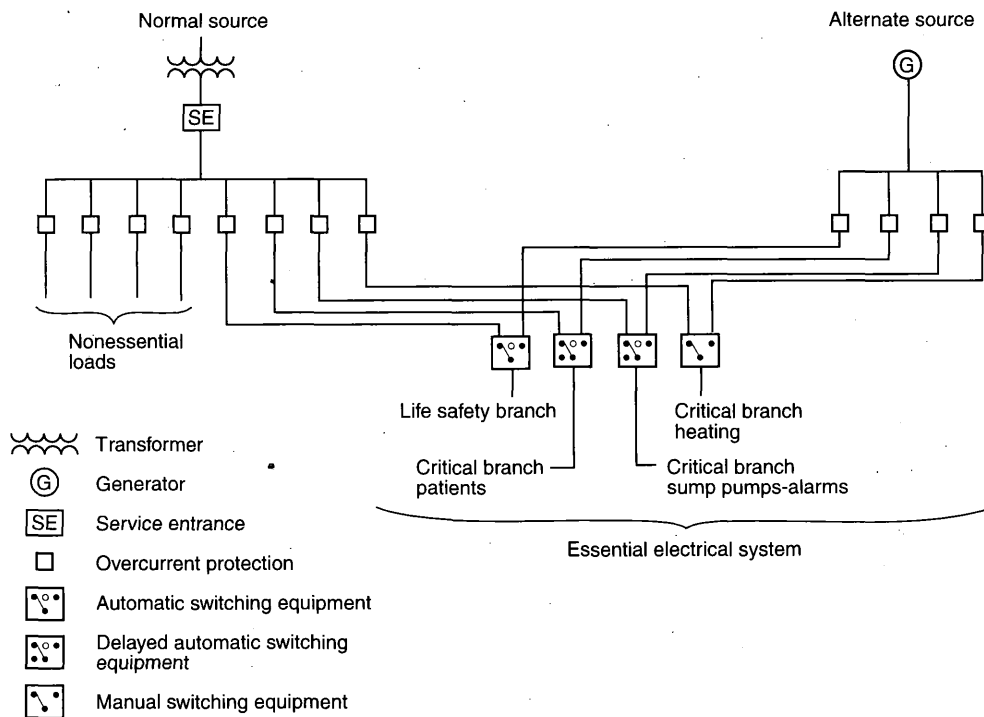 Normal source
Alternate source
G
SE
Nonessential
loads
Life safety branch
Critical branch
heating
Critical branch
patients
Critical branch
sump pumps-alarms
Essential electrical system
Transformer
G
Generator
SE
Service entrance
Overcurrent protection
Automatic switching equipment
Delayed automatic switching
equipment
Manual switching equipment